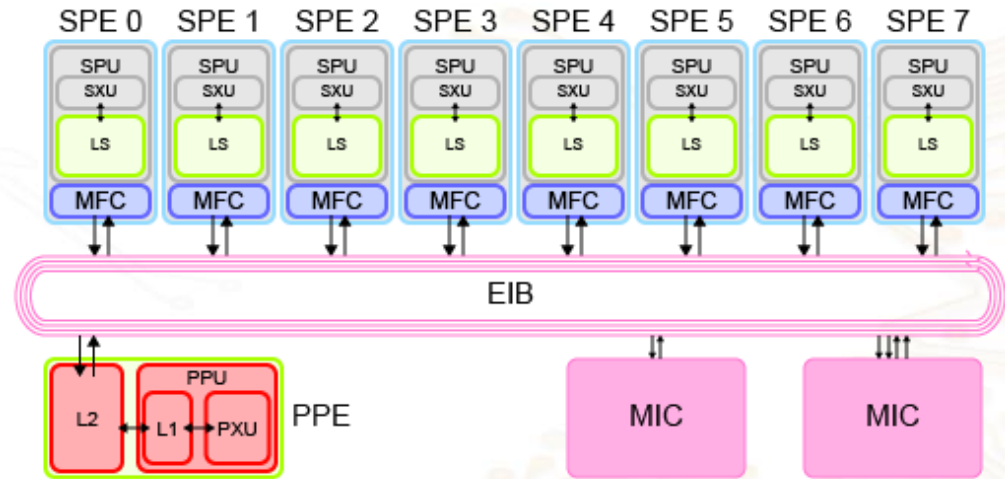 SPE 0 SPE 1 SPE 2 SPE 3 SPE 4 SPE 5 SPE 6 SPE 7
SPU SPU SPU SPU SPU SPU SPU SPU
SXU SXU SXU SXU SXU SXU SXU SXU
LS LS LS LS LS LS LS LS
MFC MFC MFC MFC MFC MFC MFC MFC
EIB
PPU
L2 L1 PXU PPE MIC MIC